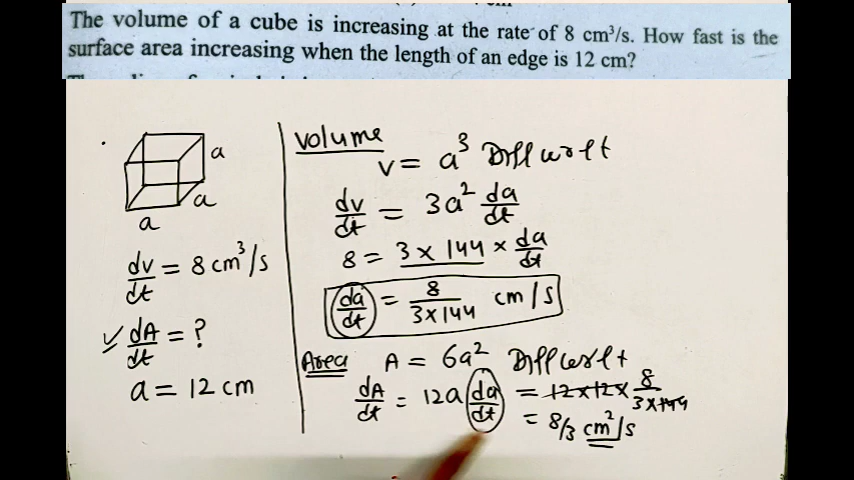 The volume of a cube is increasing at the rate of 8 cm³/s. How fast is the
surface area increasing when the length of an edge is 12 cm?
a
a
a
dv/dt = 8 cm³/s
✓ dA/dt = ?
a = 12 cm
Volume
v = a³ Diff w.r.t t
dv/dt = 3a² da/dt
8 = 3 × 144 × da/dt
da/dt = 8/(3×144) cm/s
Area A = 6a² Diff w.r.t t
dA/dt = 12a da/dt = 12×12× 8/(3×144)
= 8/3 cm²/s